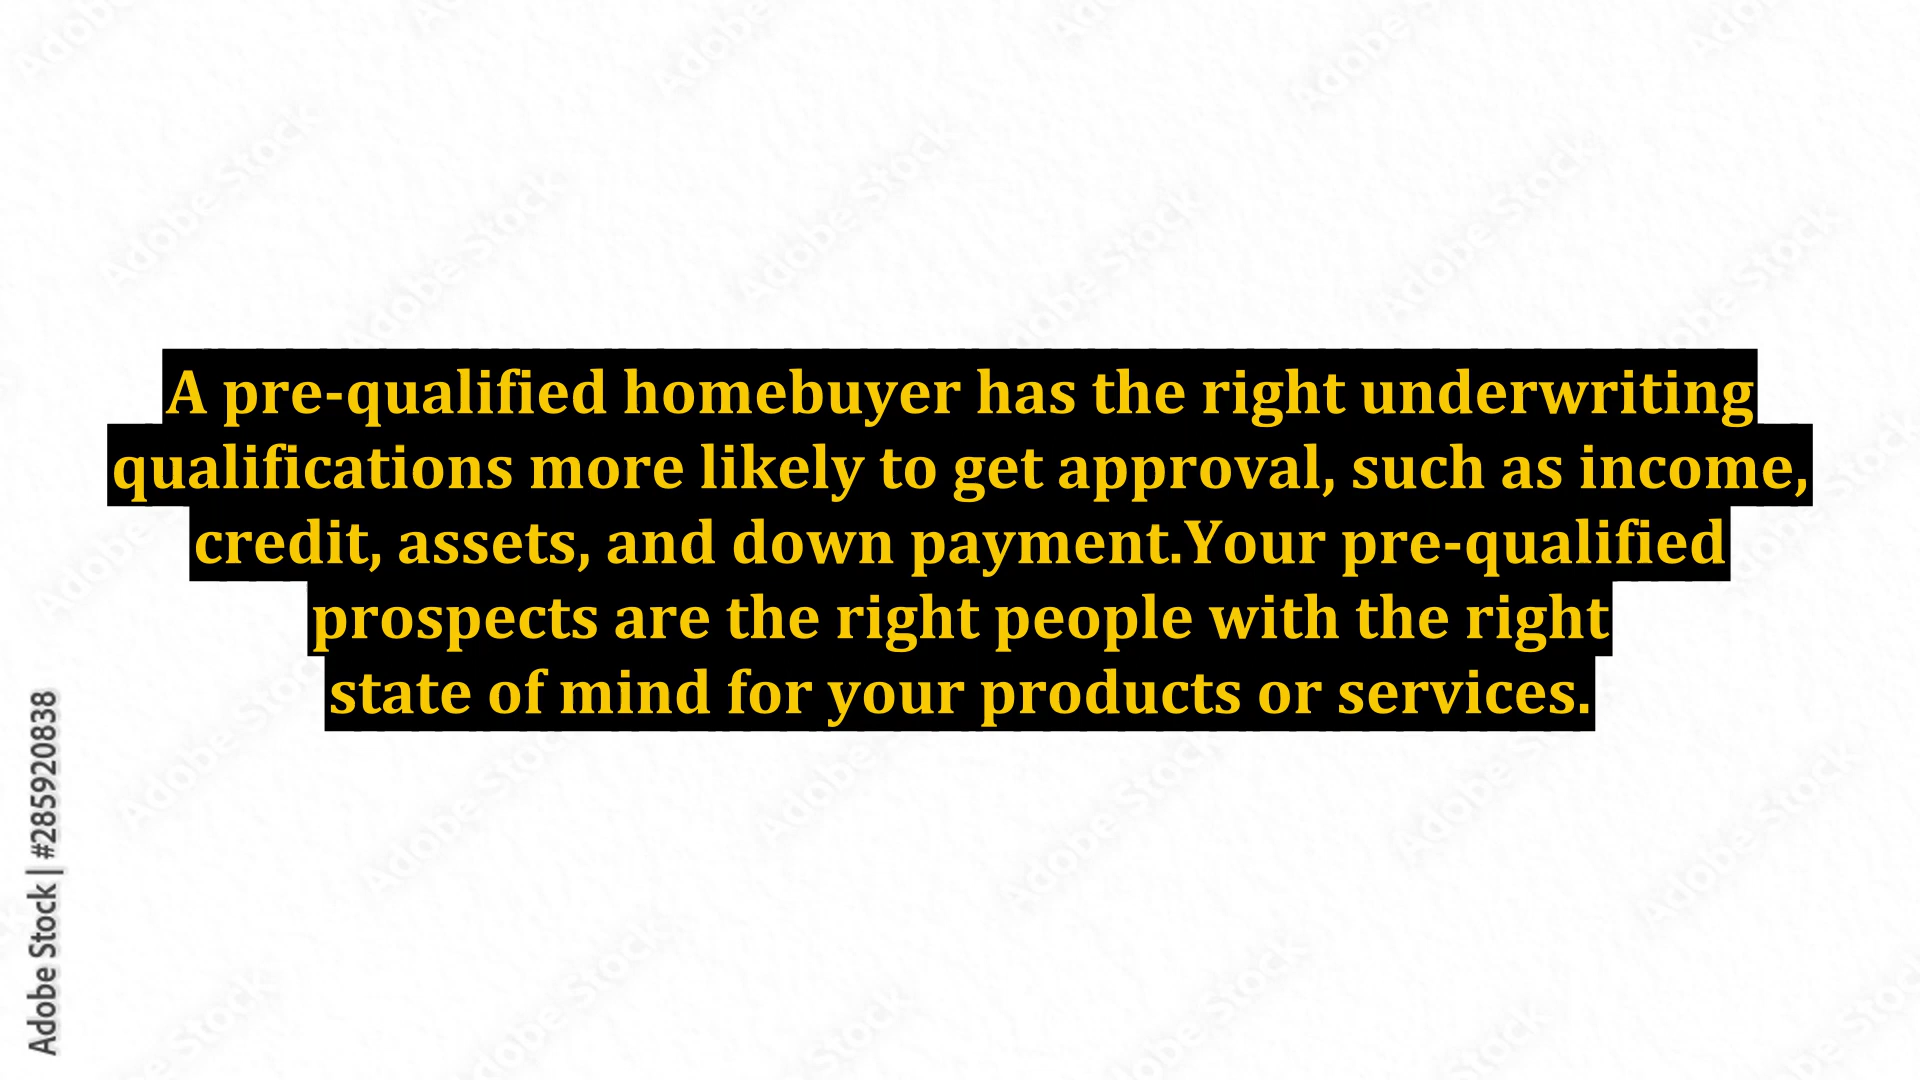 A pre-qualified homebuyer has the right underwriting
qualifications more likely to get approval, such as income,
credit, assets, and down payment.Your pre-qualified
prospects are the right people with the right
state of mind for your products or services.
Adobe Stock | #285920838